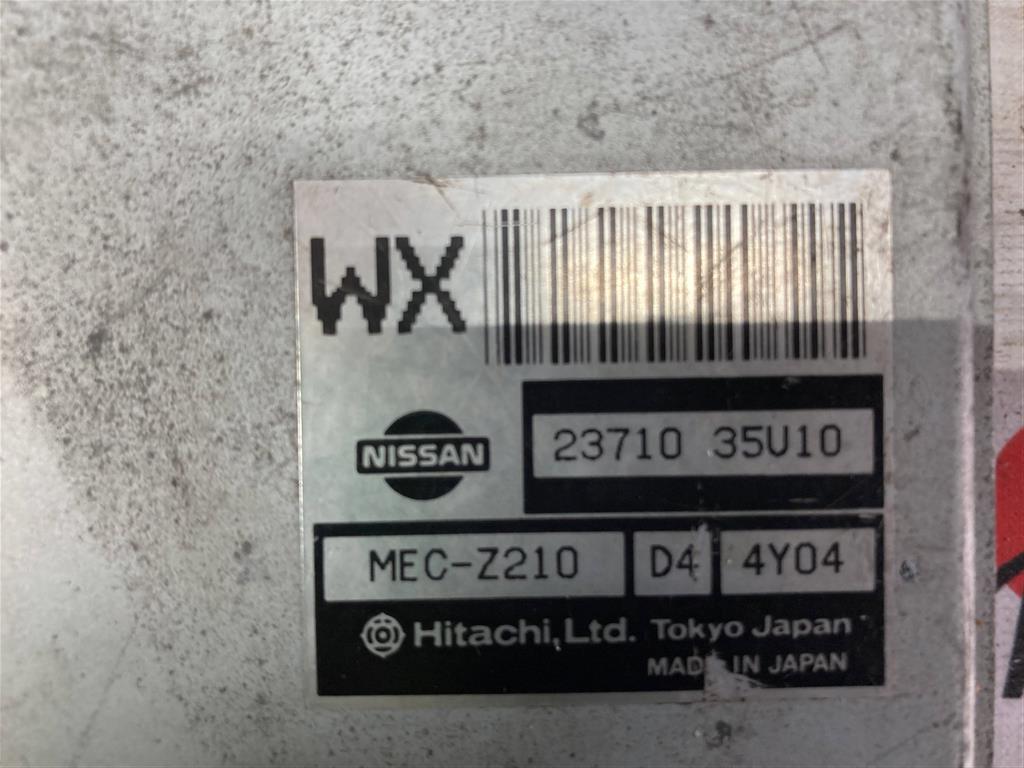 WX
NISSAN
23710 35U10
MEC-Z210 D4 4Y04
Hitachi, Ltd. Tokyo Japan
MADE IN JAPAN